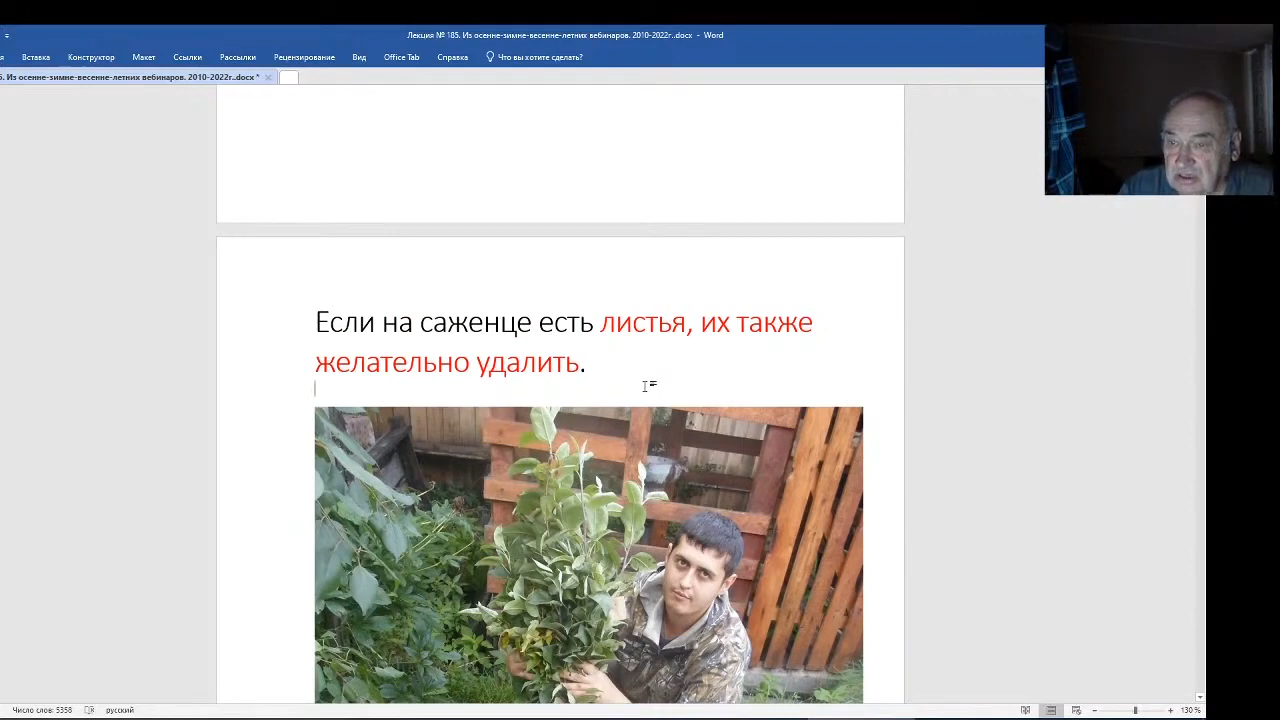 Лекция № 185. Из осенне-зимне-весенне-летних вебинаров. 2010-2022г..docx - Word
я Вставка Конструктор Макет Ссылки Рассылки Рецензирование Вид Office Tab Справка Что вы хотите сделать?
5. Из осенне-зимне-весенне-летних вебинаров. 2010-2022г..docx *
Если на саженце есть листья, их также
желательно удалить.
Число слов: 5358 русский 130 %